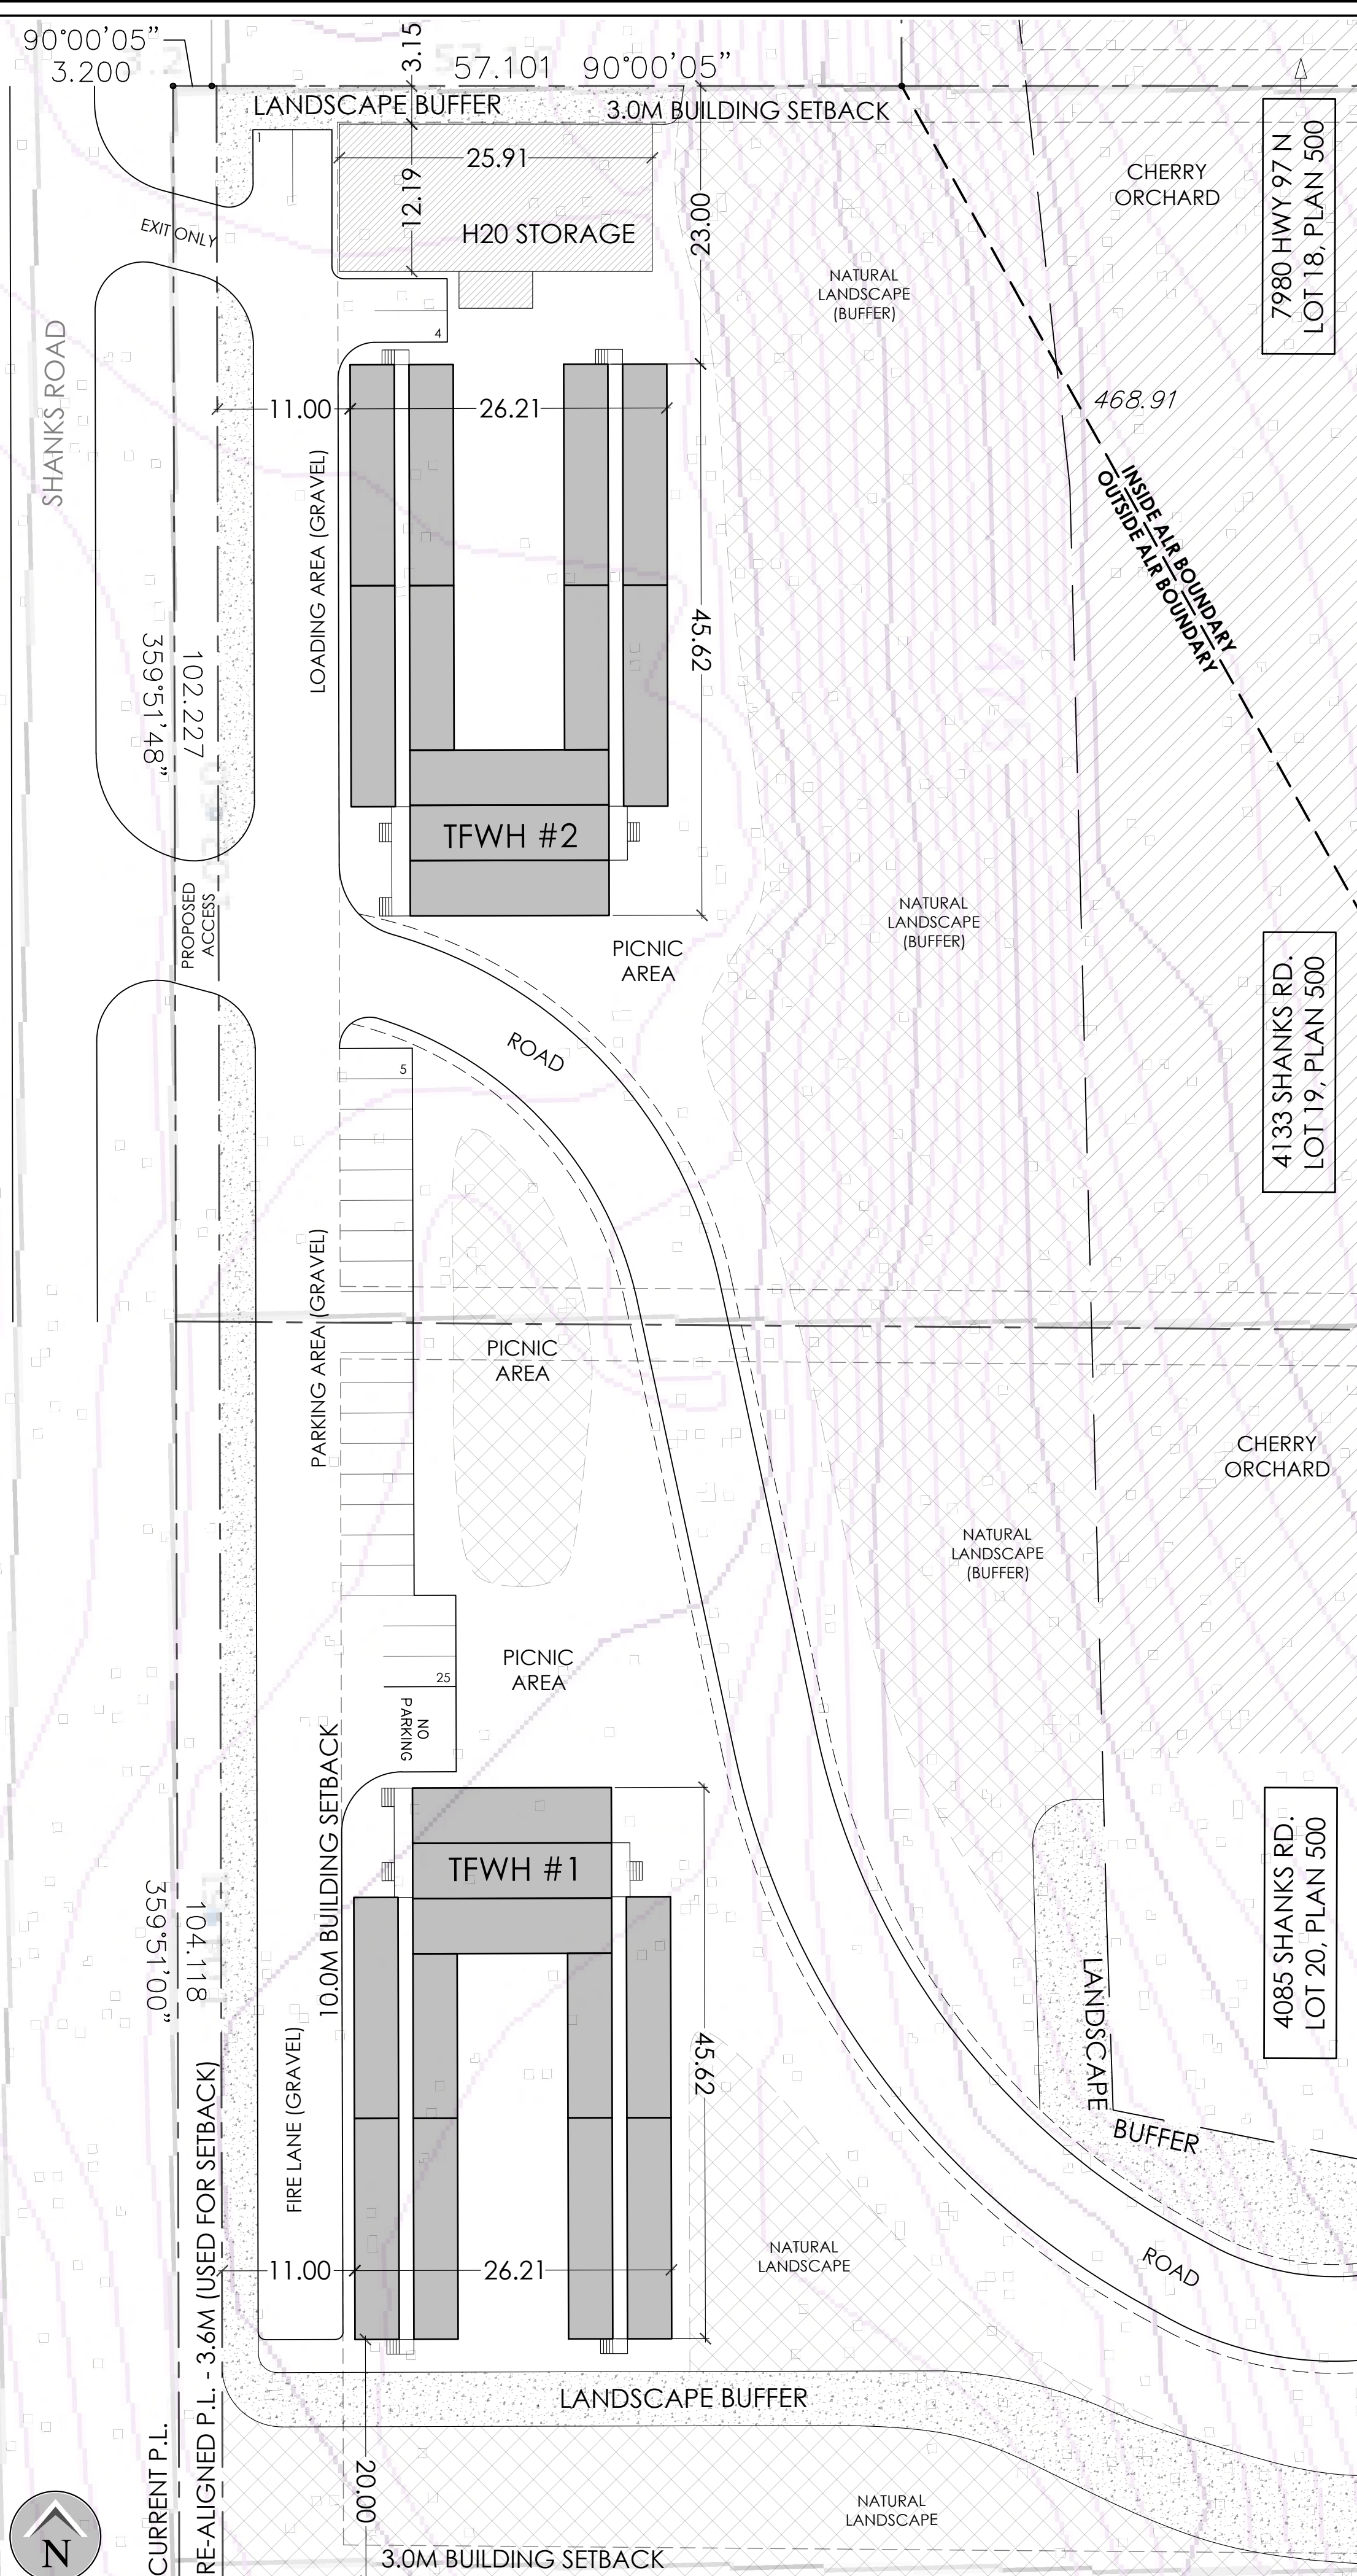 90°00'05"
3.200
3.15
57.101
90°00'05"
LANDSCAPE BUFFER
3.0M BUILDING SETBACK
1
25.91
12.19
H20 STORAGE
23.00
EXIT ONLY
4
CHERRY
ORCHARD
7980 HWY 97 N
LOT 18, PLAN 500
NATURAL
LANDSCAPE
(BUFFER)
SHANKS ROAD
11.00
26.21
468.91
LOADING AREA (GRAVEL)
INSIDE ALR BOUNDARY
OUTSIDE ALR BOUNDARY
45.62
102.227
359°51'48"
TFWH #2
PROPOSED
ACCESS
PICNIC
AREA
NATURAL
LANDSCAPE
(BUFFER)
4133 SHANKS RD.
LOT 19, PLAN 500
ROAD
5
PARKING AREA (GRAVEL)
PICNIC
AREA
CHERRY
ORCHARD
NATURAL
LANDSCAPE
(BUFFER)
PICNIC
AREA
25
NO
PARKING
10.0M BUILDING SETBACK
TFWH #1
4085 SHANKS RD.
LOT 20, PLAN 500
104.118
359°51'00"
LANDSCAPE
BUFFER
45.62
FIRE LANE (GRAVEL)
NATURAL
LANDSCAPE
ROAD
11.00
26.21
LANDSCAPE BUFFER
CURRENT P.L.
RE-ALIGNED P.L. - 3.6M (USED FOR SETBACK)
20.00
NATURAL
LANDSCAPE
N
3.0M BUILDING SETBACK